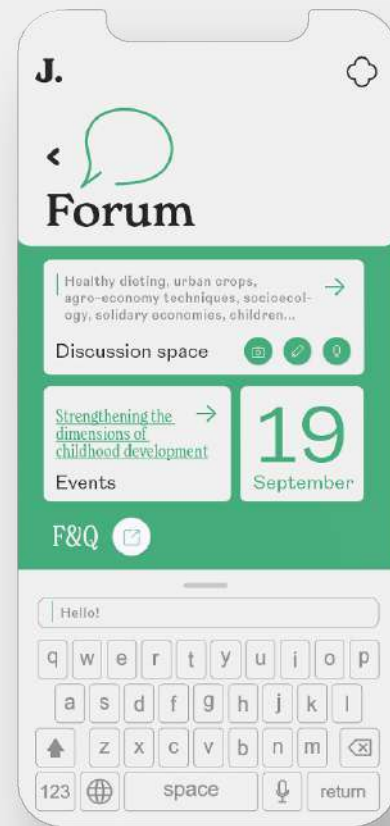 J.
Forum
Healthy dieting, urban crops,
agro-economy techniques, socioecol-
ogy, solidary economies, children...
Discussion space
Strengthening the
dimensions of
childhood development
Events
19
September
F&Q
Hello!
q w e r t y u i o p
a s d f g h j k l
z x c v b n m
123 space return